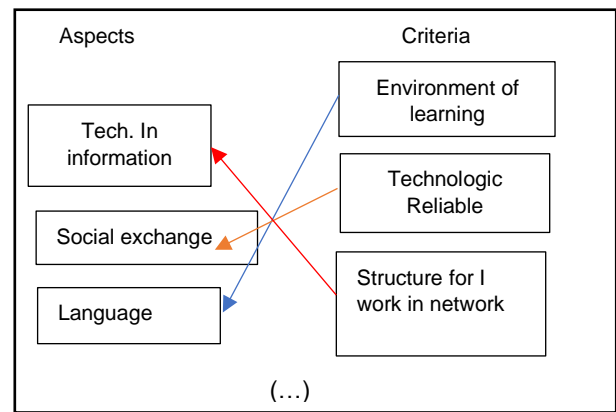 Aspects
Criteria
Tech. In
information
Social exchange
Language
Environment of
learning
Technologic
Reliable
Structure for I
work in network
(...)